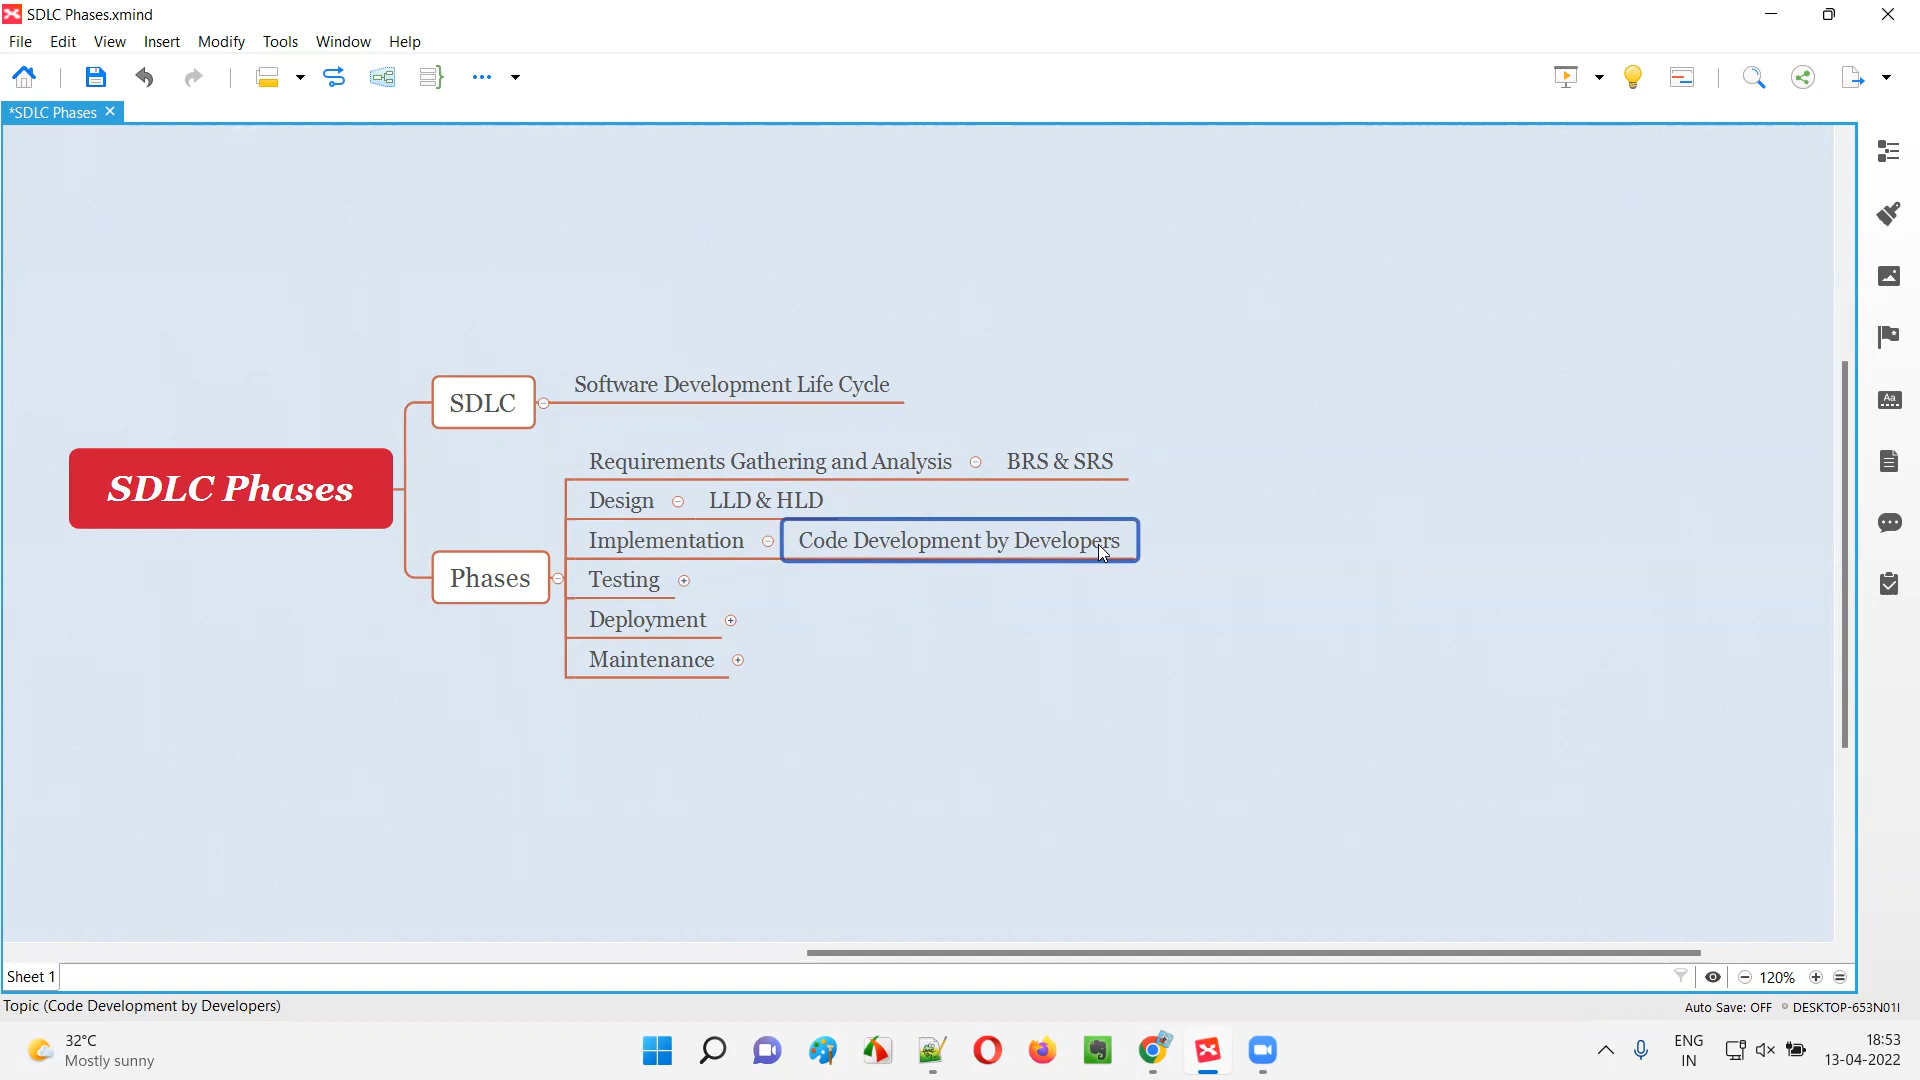 SDLC Phases.xmind
File Edit View Insert Modify Tools Window Help
*SDLC Phases
Software Development Life Cycle
SDLC
Requirements Gathering and Analysis BRS & SRS
SDLC Phases
Design LLD & HLD
Implementation Code Development by Developers
Phases
Testing
Deployment
Maintenance
Aa
Sheet 1
120%
Topic (Code Development by Developers)
Auto Save: OFF DESKTOP-653N01I
32°C
Mostly sunny
ENG
IN
18:53
13-04-2022